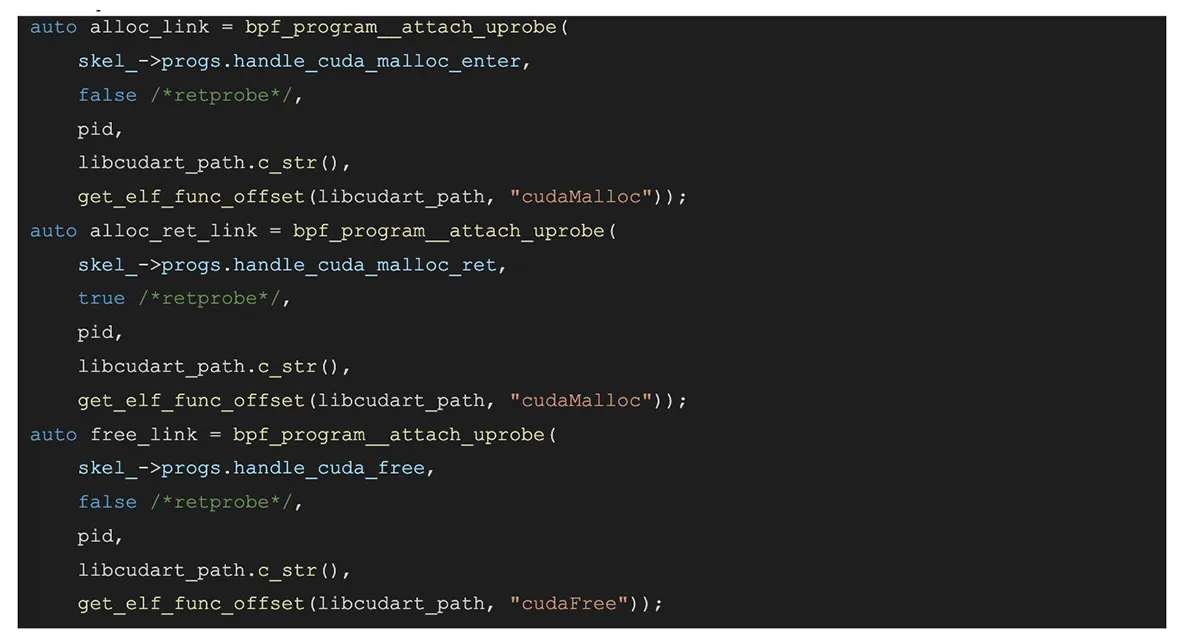 auto alloc_link = bpf_program__attach_uprobe(
    skel_->progs.handle_cuda_malloc_enter,
    false /*retprobe*/,
    pid,
    libcudart_path.c_str(),
    get_elf_func_offset(libcudart_path, "cudaMalloc"));
auto alloc_ret_link = bpf_program__attach_uprobe(
    skel_->progs.handle_cuda_malloc_ret,
    true /*retprobe*/,
    pid,
    libcudart_path.c_str(),
    get_elf_func_offset(libcudart_path, "cudaMalloc"));
auto free_link = bpf_program__attach_uprobe(
    skel_->progs.handle_cuda_free,
    false /*retprobe*/,
    pid,
    libcudart_path.c_str(),
    get_elf_func_offset(libcudart_path, "cudaFree"));